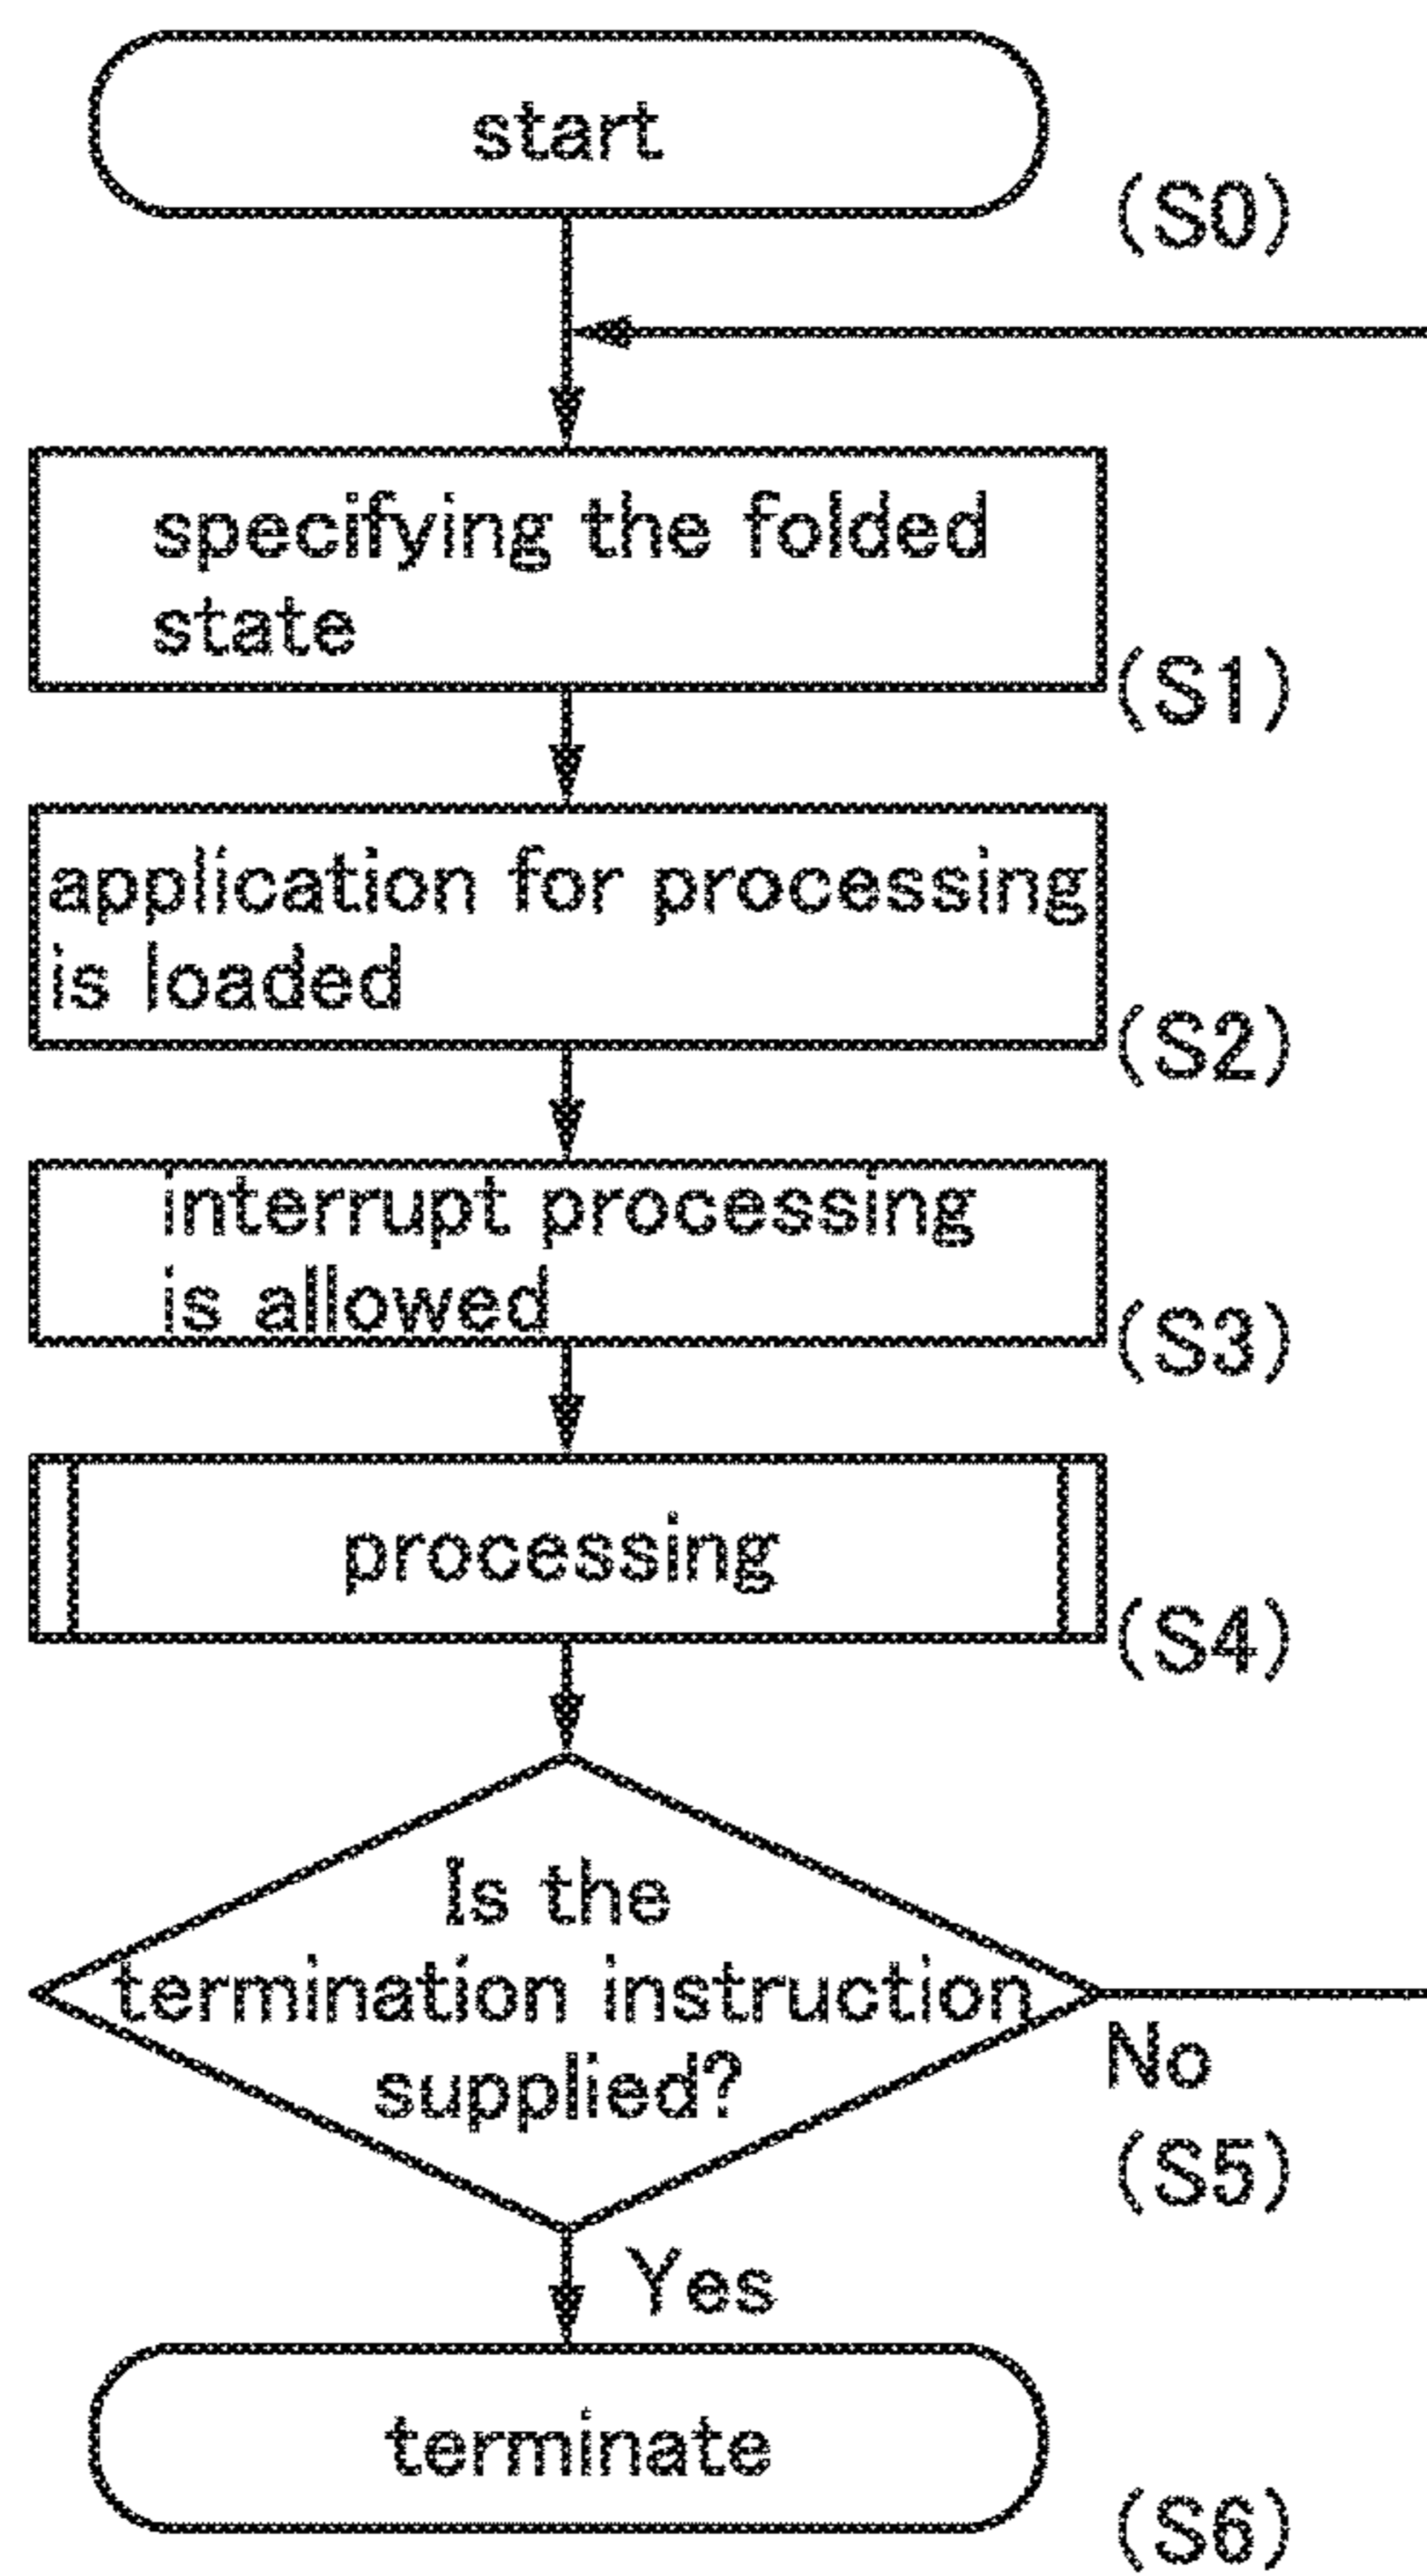 start
(S0)
specifying the folded
state
(S1)
application for processing
is loaded
(S2)
interrupt processing
is allowed
(S3)
processing
(S4)
Is the
termination instruction
supplied?
No
(S5)
Yes
terminate
(S6)